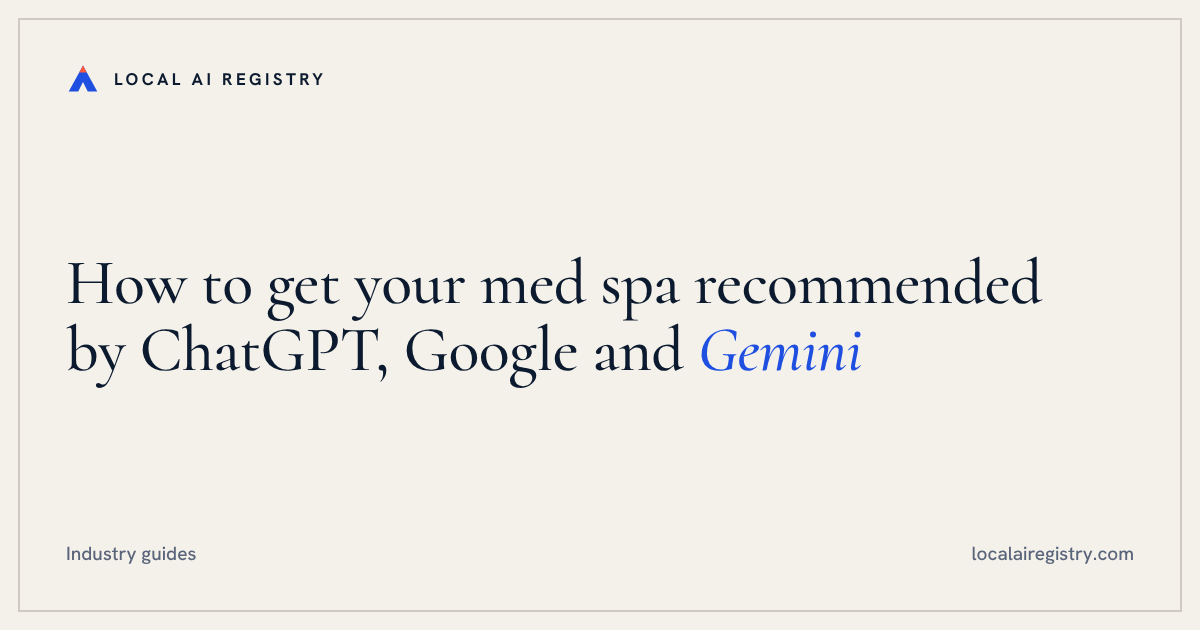 LOCAL AI REGISTRY
How to get your med spa recommended
by ChatGPT, Google and Gemini
Industry guides
localairegistry.com